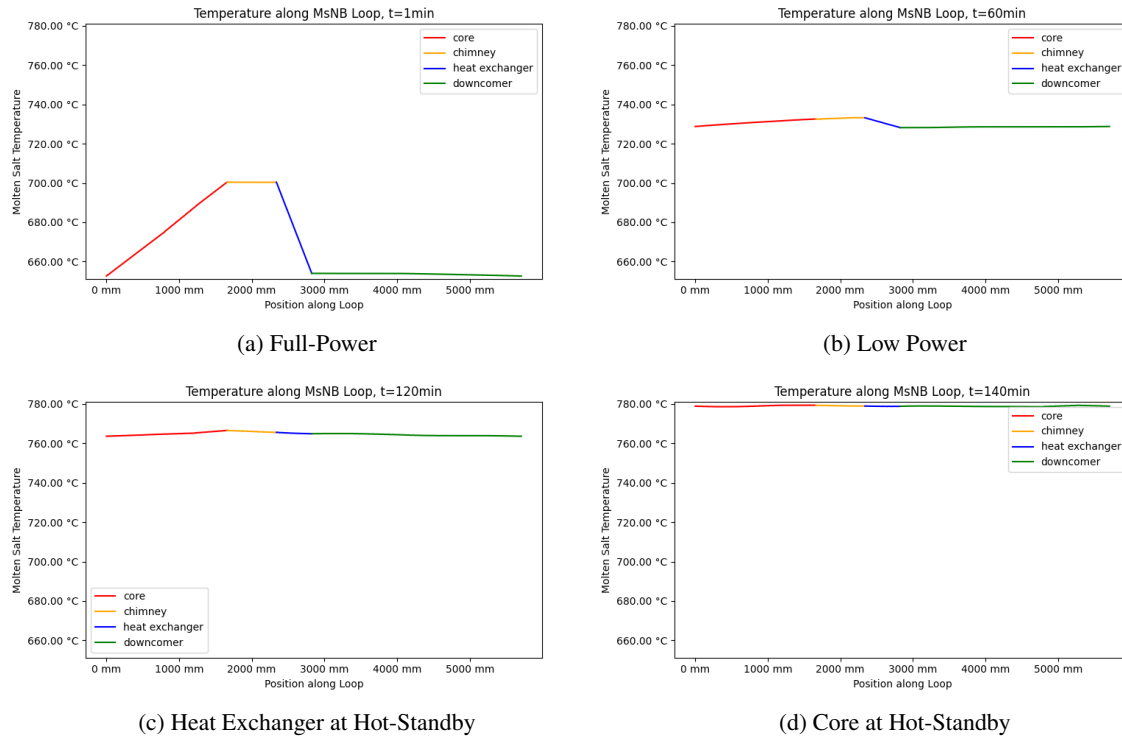 Temperature along MsNB Loop, t=1min
780.00 °C
760.00 °C
740.00 °C
720.00 °C
700.00 °C
680.00 °C
660.00 °C
Molten Salt Temperature
core
chimney
heat exchanger
downcomer
0 mm 1000 mm 2000 mm 3000 mm 4000 mm 5000 mm
Position along Loop
(a) Full-Power
Temperature along MsNB Loop, t=60min
780.00 °C
760.00 °C
740.00 °C
720.00 °C
700.00 °C
680.00 °C
660.00 °C
Molten Salt Temperature
core
chimney
heat exchanger
downcomer
0 mm 1000 mm 2000 mm 3000 mm 4000 mm 5000 mm
Position along Loop
(b) Low Power
Temperature along MsNB Loop, t=120min
780.00 °C
760.00 °C
740.00 °C
720.00 °C
700.00 °C
680.00 °C
660.00 °C
Molten Salt Temperature
core
chimney
heat exchanger
downcomer
0 mm 1000 mm 2000 mm 3000 mm 4000 mm 5000 mm
Position along Loop
(c) Heat Exchanger at Hot-Standby
Temperature along MsNB Loop, t=140min
780.00 °C
760.00 °C
740.00 °C
720.00 °C
700.00 °C
680.00 °C
660.00 °C
Molten Salt Temperature
core
chimney
heat exchanger
downcomer
0 mm 1000 mm 2000 mm 3000 mm 4000 mm 5000 mm
Position along Loop
(d) Core at Hot-Standby